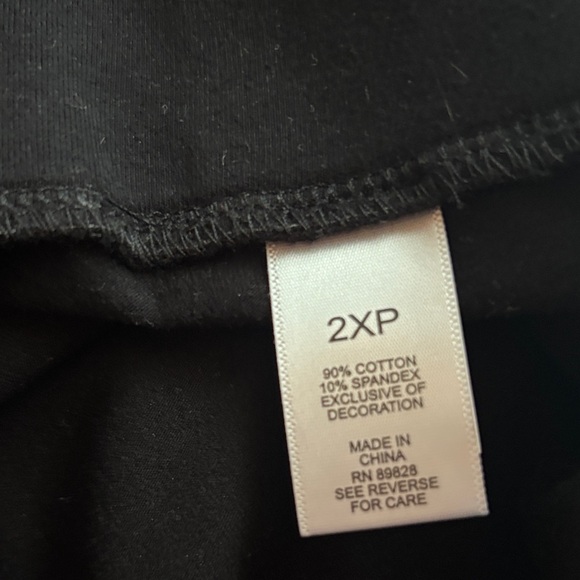 2XP
90% COTTON
10% SPANDEX
EXCLUSIVE OF
DECORATION
MADE IN
CHINA
RN 89828
SEE REVERSE
FOR CARE